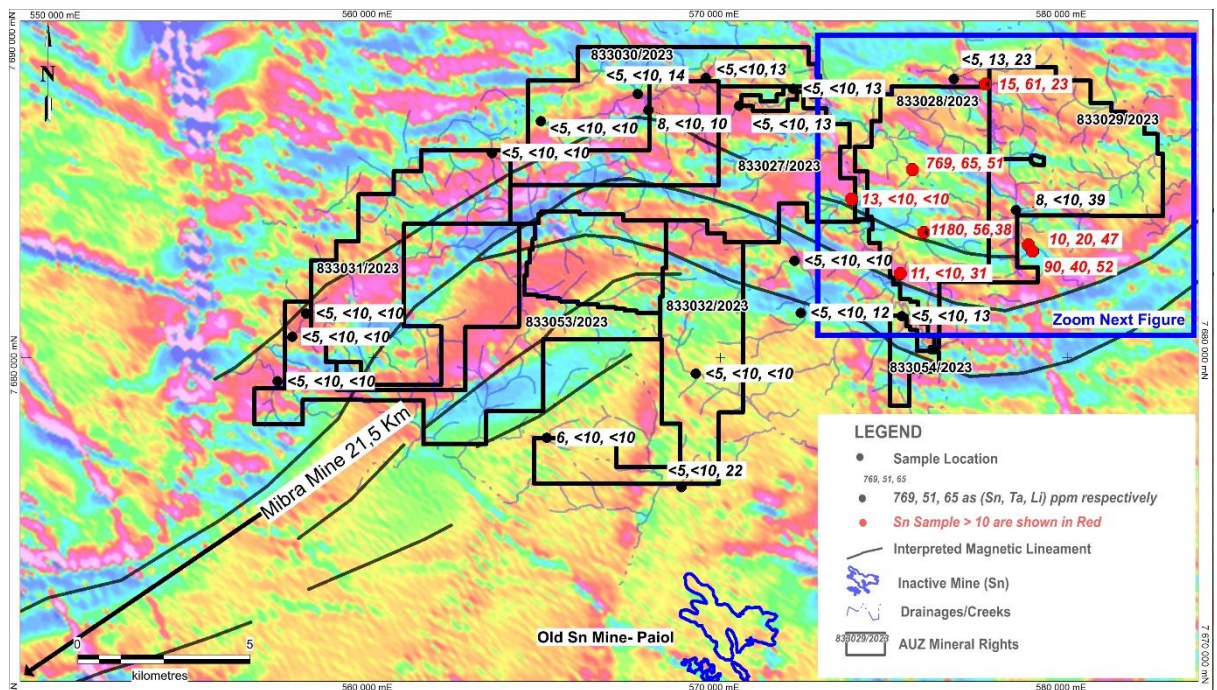 550 000 mE
560 000 mE
570 000 mE
580 000 mE
7 690 000 mN
N
833030/2023
<5, <10, 14
<5,<10,13
<5, <10, 13
<5, 13, 23
15, 61, 23
833028/2023
833029/2023
<5, <10, <10
8, <10, 10
<5, <10, 13
<5, <10, <10
833027/2023
769, 65, 51
13, <10, <10
8, <10, 39
1180, 56,38
10, 20, 47
90, 40, 52
833031/2023
<5, <10, <10
11, <10, 31
833032/2023
<5, <10, <10
833053/2023
<5, <10, 12
<5, <10, 13
Zoom Next Figure
<5, <10, <10
7 680 000 mN
7 680 000 mN
833054/2023
<5, <10, <10
<5, <10, <10
Mibra Mine 21,5 Km
6, <10, <10
<5,<10, 22
LEGEND
Sample Location
769, 51, 65
769, 51, 65 as (Sn, Ta, Li) ppm respectively
Sn Sample > 10 are shown in Red
Interpreted Magnetic Lineament
Inactive Mine (Sn)
Drainages/Creeks
833029/2023
AUZ Mineral Rights
Old Sn Mine- Paiol
0
5
kilometres
7 670 000 mN
560 000 mE
570 000 mE
580 000 mE